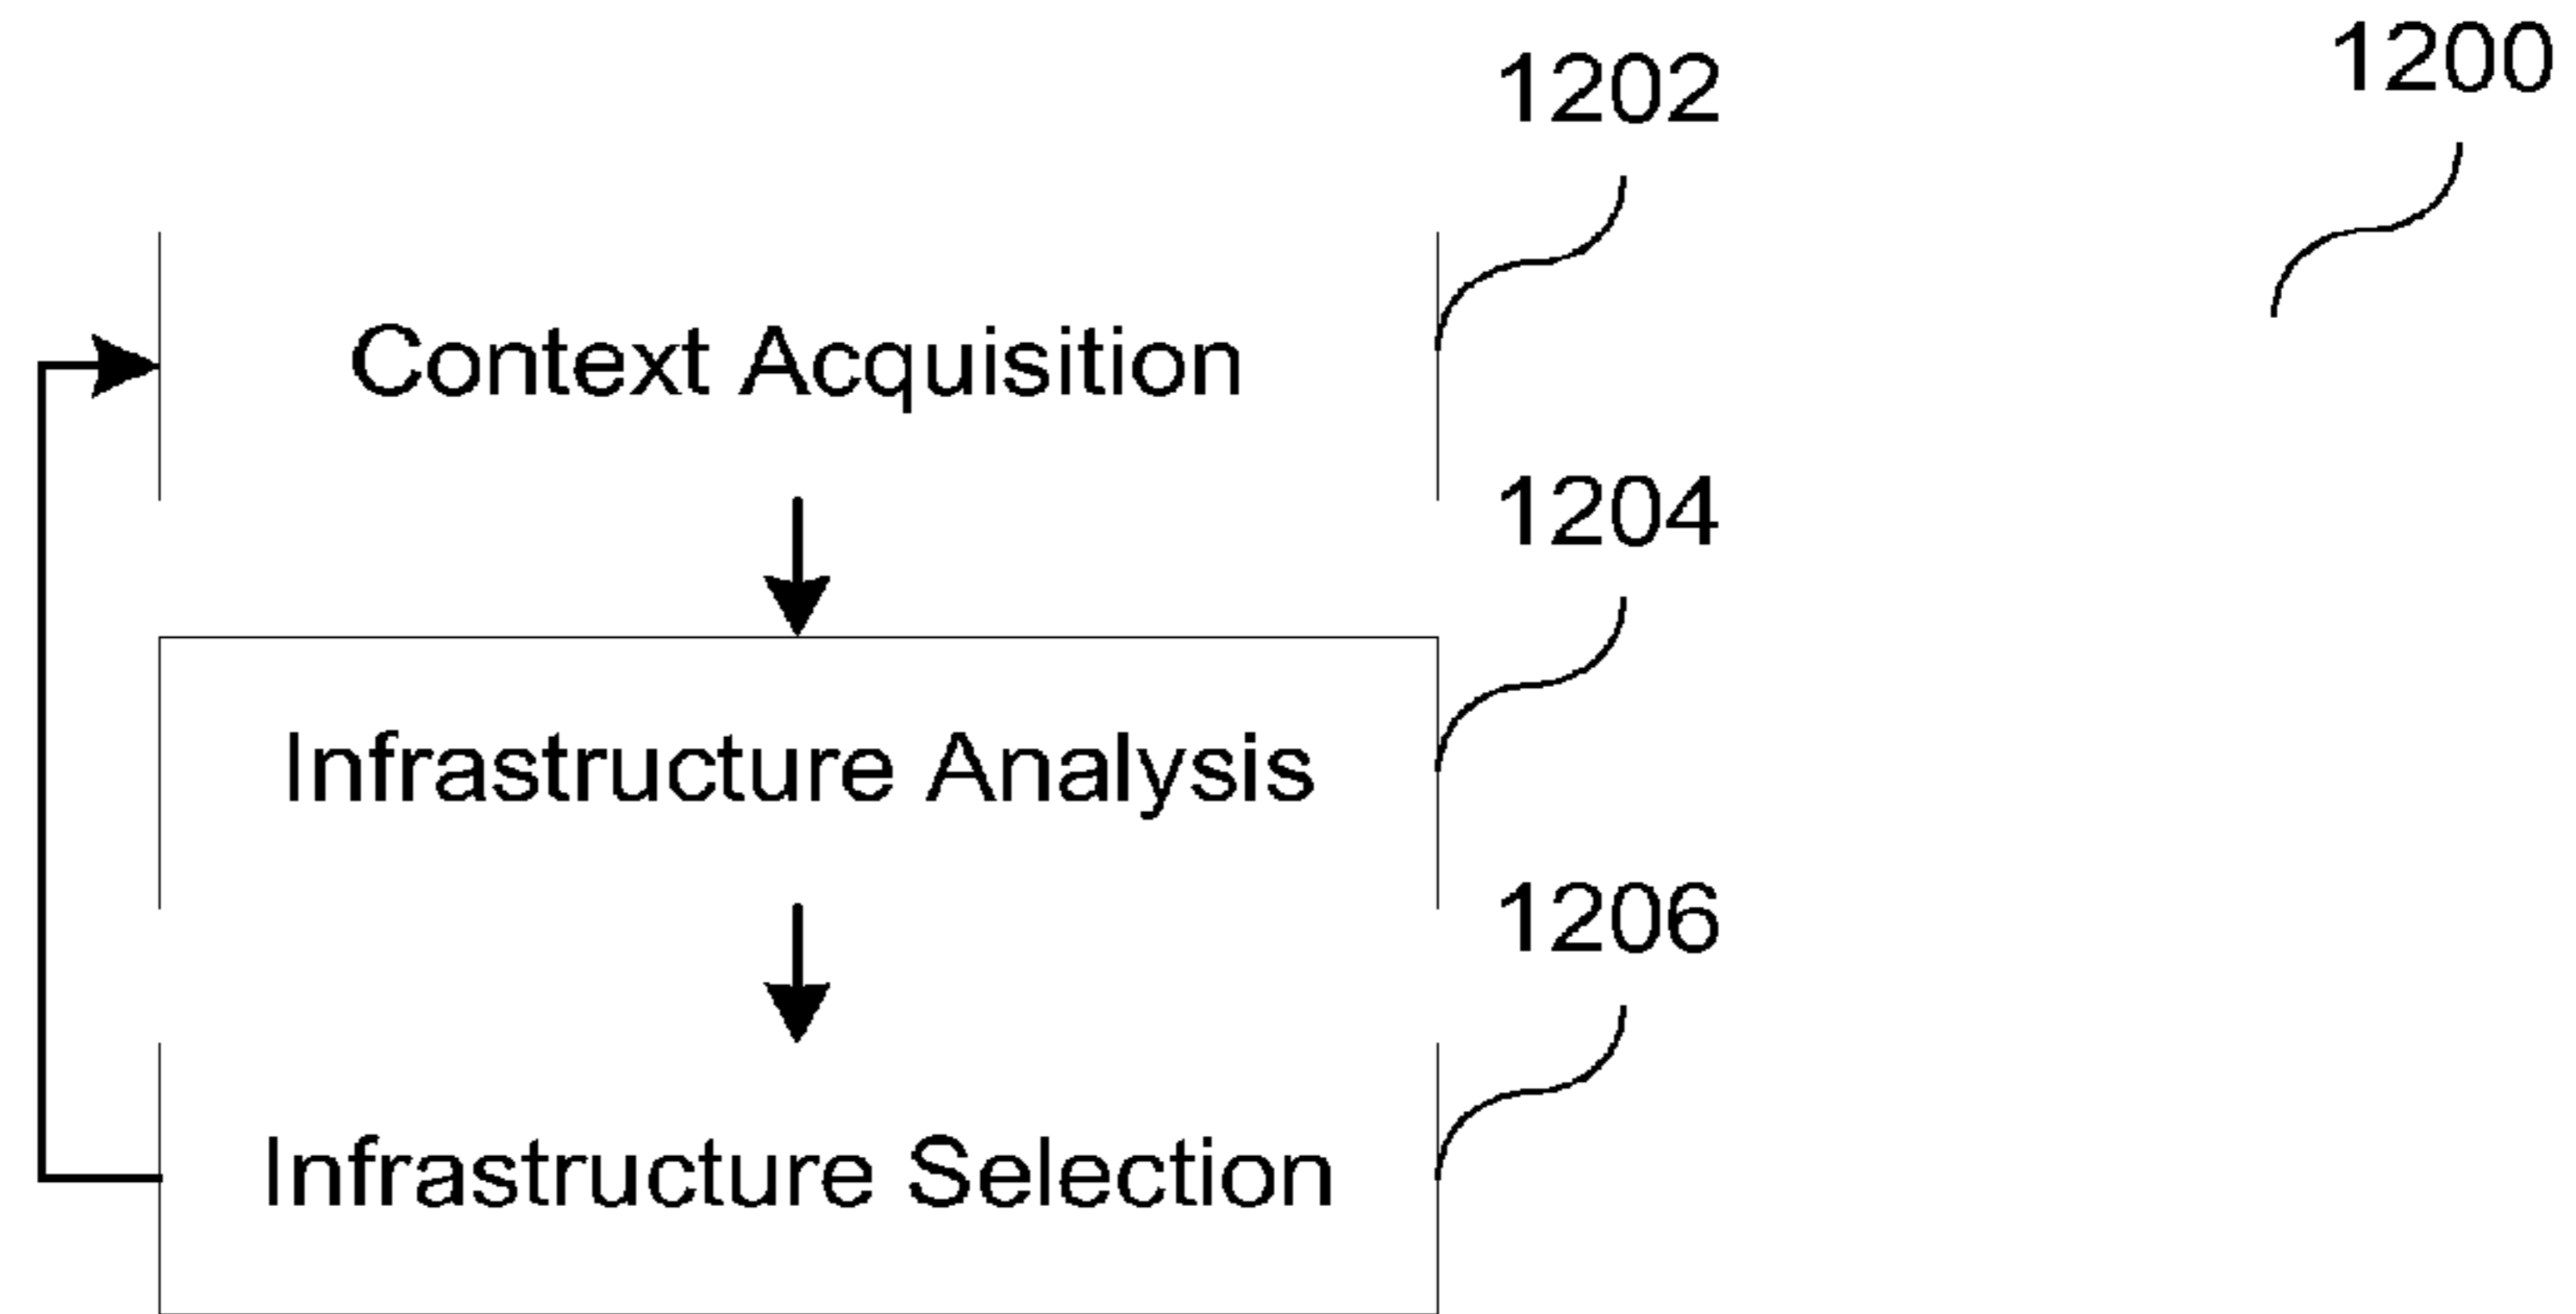 1200
1202
Context Acquisition
1204
Infrastructure Analysis
1206
Infrastructure Selection